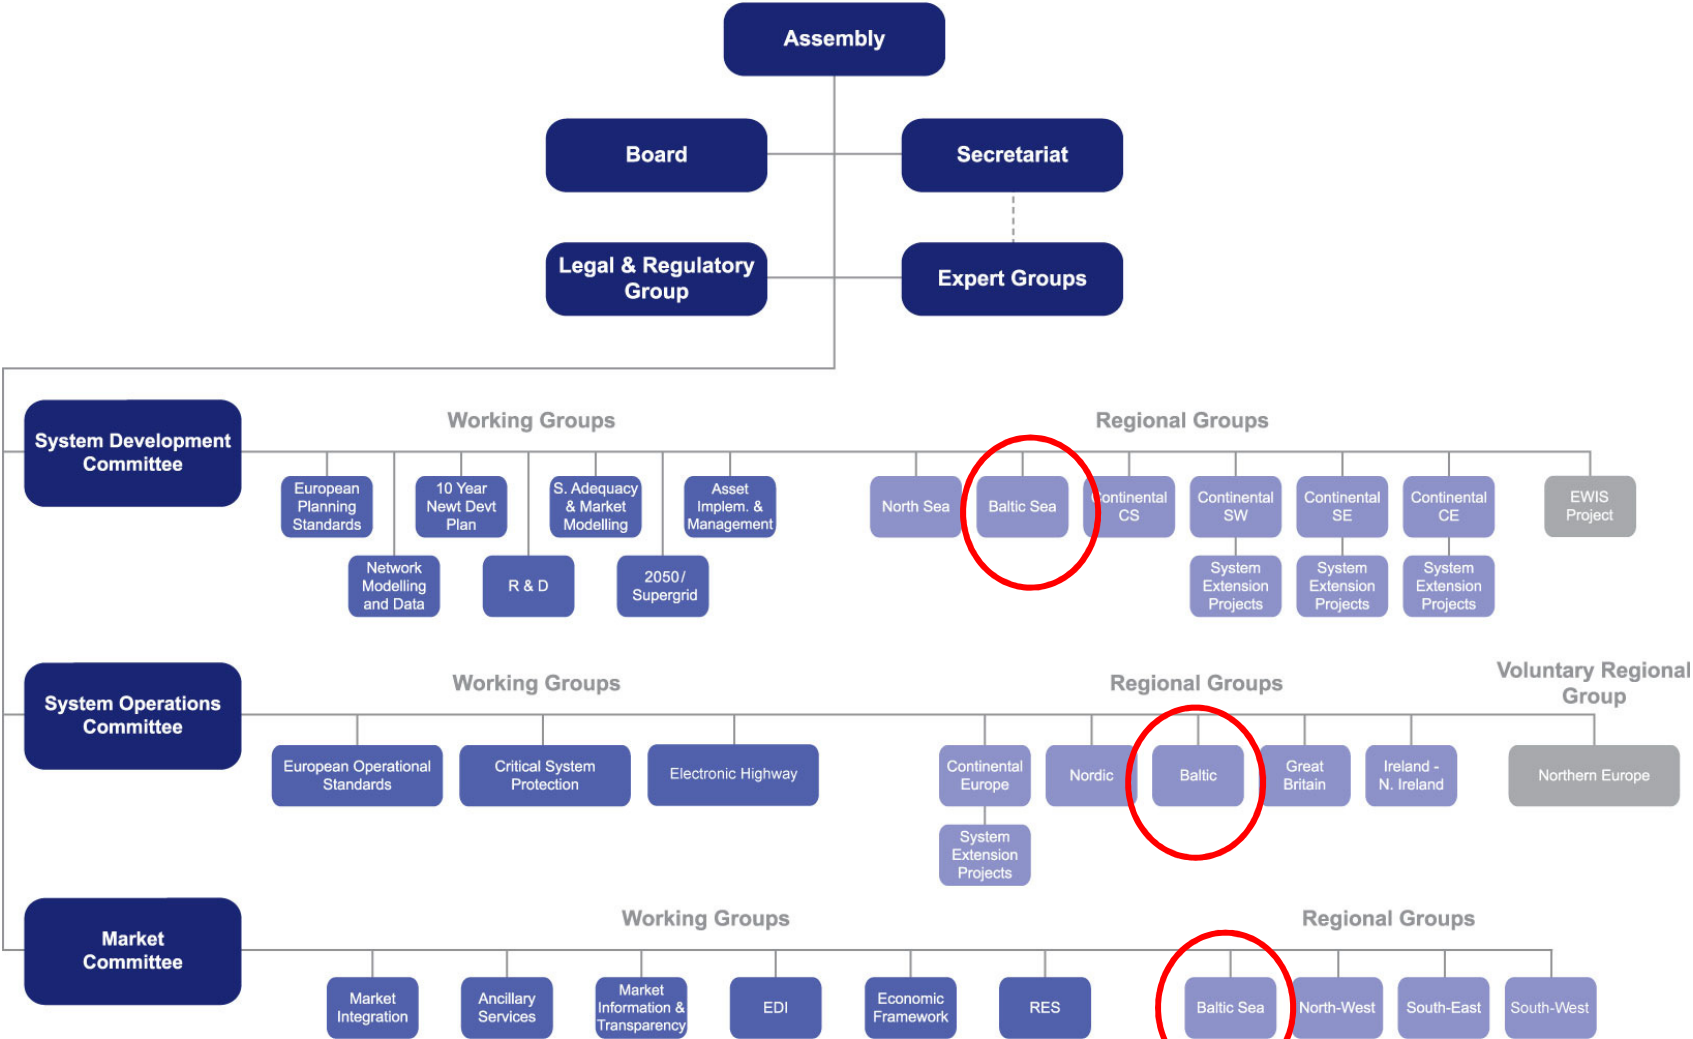 Assembly
Board
Secretariat
Legal & Regulatory
Group
Expert Groups
System Development
Committee
Working Groups
Regional Groups
European
Planning
Standards
10 Year
Newt Devt
Plan
S. Adequacy
& Market
Modelling
Asset
Implem. &
Management
Network
Modelling
and Data
R & D
2050/
Supergrid
North Sea
Baltic Sea
Continental
CS
Continental
SW
Continental
SE
Continental
CE
EWIS
Project
System
Extension
Projects
System
Extension
Projects
System
Extension
Projects
System Operations
Committee
Working Groups
Regional Groups
Voluntary Regional
Group
European Operational
Standards
Critical System
Protection
Electronic Highway
Continental
Europe
Nordic
Baltic
Great
Britain
Ireland -
N. Ireland
Northern Europe
System
Extension
Projects
Market
Committee
Working Groups
Regional Groups
Market
Integration
Ancillary
Services
Market
Information &
Transparency
EDI
Economic
Framework
RES
Baltic Sea
North-West
South-East
South-West